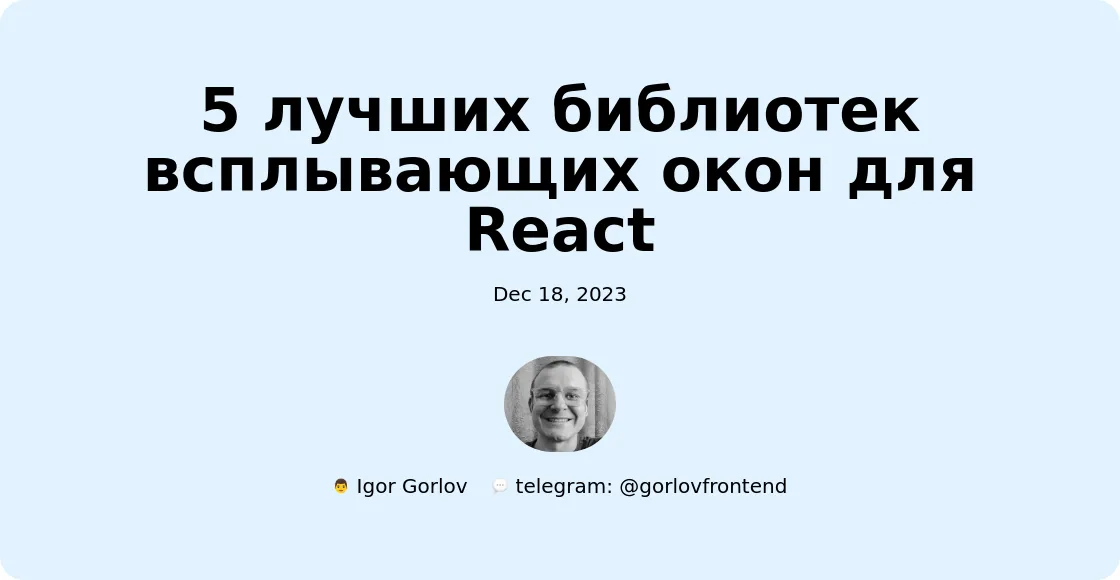 5 лучших библиотек
всплывающих окон для
React
Dec 18, 2023
Igor Gorlov telegram: @gorlovfrontend